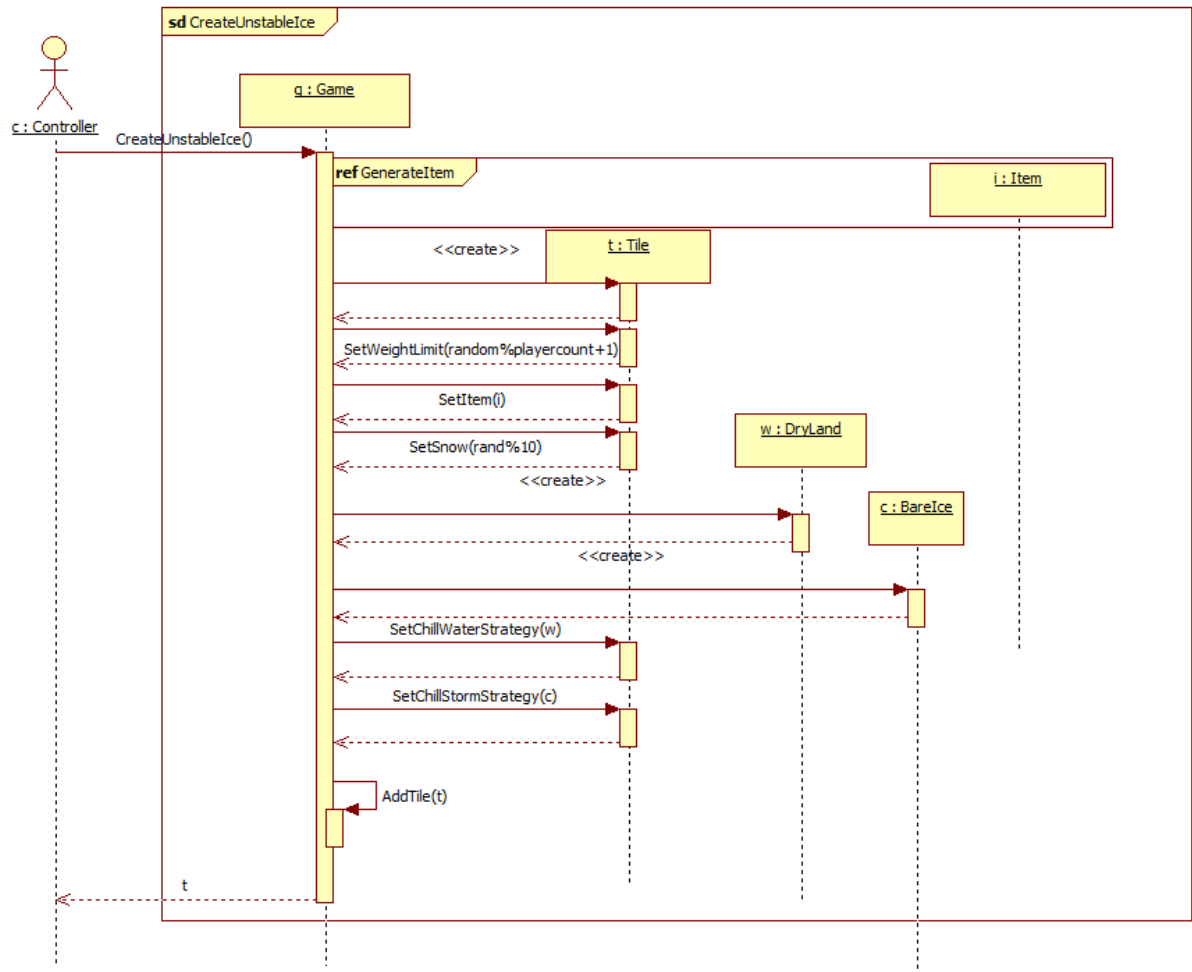 sd CreateUnstableIce
g : Game
c : Controller
CreateUnstableIce()
ref GenerateItem
i : Item
<<create>>
t : Tile
SetWeightLimit(random%playercount+1)
SetItem(i)
w : DryLand
SetSnow(rand%10)
<<create>>
c : BareIce
<<create>>
SetChillWaterStrategy(w)
SetChillStormStrategy(c)
AddTile(t)
t